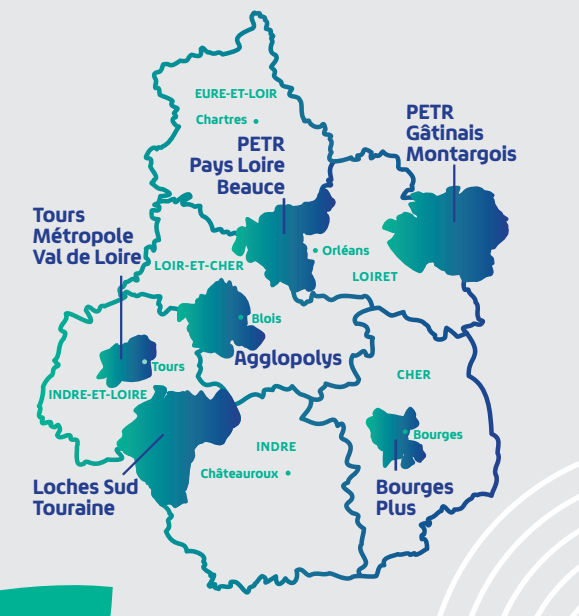 EURE-ET-LOIR
Chartres
PETR
Gâtinais
Montargois
PETR
Pays Loire
Beauce
Tours
Métropole
Val de Loire
Orléans
LOIR-ET-CHER
LOIRET
Blois
Agglopolys
Tours
CHER
INDRE-ET-LOIRE
Bourges
INDRE
Châteauroux
Loches Sud
Touraine
Bourges
Plus